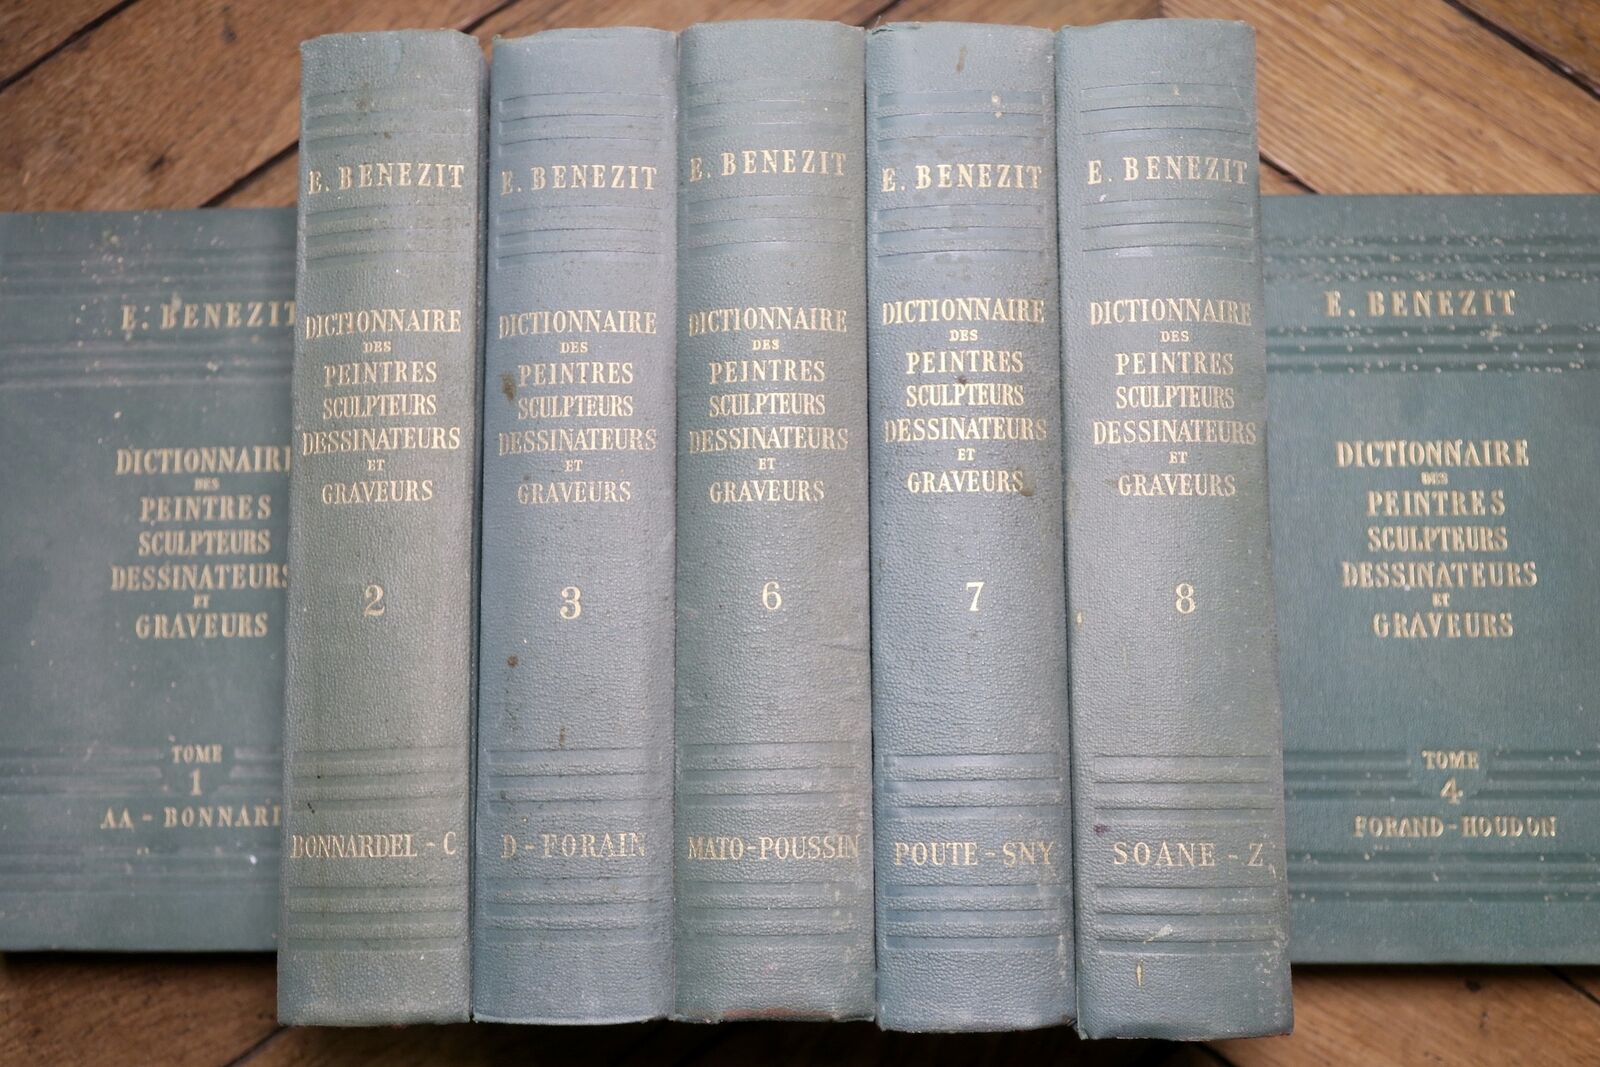 E. BENEZIT
DICTIONNAIRE
DES
PEINTRES
SCULPTEURS
DESSINATEURS
ET
GRAVEURS
TOME
1
AA - BONNARD
E. BENEZIT
DICTIONNAIRE
DES
PEINTRES
SCULPTEURS
DESSINATEURS
ET
GRAVEURS
2
BONNARDEL - C
E. BENEZIT
DICTIONNAIRE
DES
PEINTRES
SCULPTEURS
DESSINATEURS
ET
GRAVEURS
3
D - FORAIN
E. BENEZIT
DICTIONNAIRE
DES
PEINTRES
SCULPTEURS
DESSINATEURS
ET
GRAVEURS
6
MATO-POUSSIN
E. BENEZIT
DICTIONNAIRE
DES
PEINTRES
SCULPTEURS
DESSINATEURS
ET
GRAVEURS
7
POUTE - SNY
E. BENEZIT
DICTIONNAIRE
DES
PEINTRES
SCULPTEURS
DESSINATEURS
ET
GRAVEURS
8
SOANE - Z
E. BENEZIT
DICTIONNAIRE
DES
PEINTRES
SCULPTEURS
DESSINATEURS
ET
GRAVEURS
TOME
4
FORAND - HOUDON